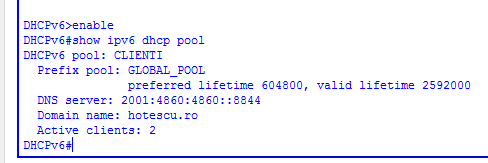 DHCPv6>enable
DHCPv6#show ipv6 dhcp pool
DHCPv6 pool: CLIENTI
Prefix pool: GLOBAL_POOL
preferred lifetime 604800, valid lifetime 2592000
DNS server: 2001:4860:4860::8844
Domain name: hotescu.ro
Active clients: 2
DHCPv6#